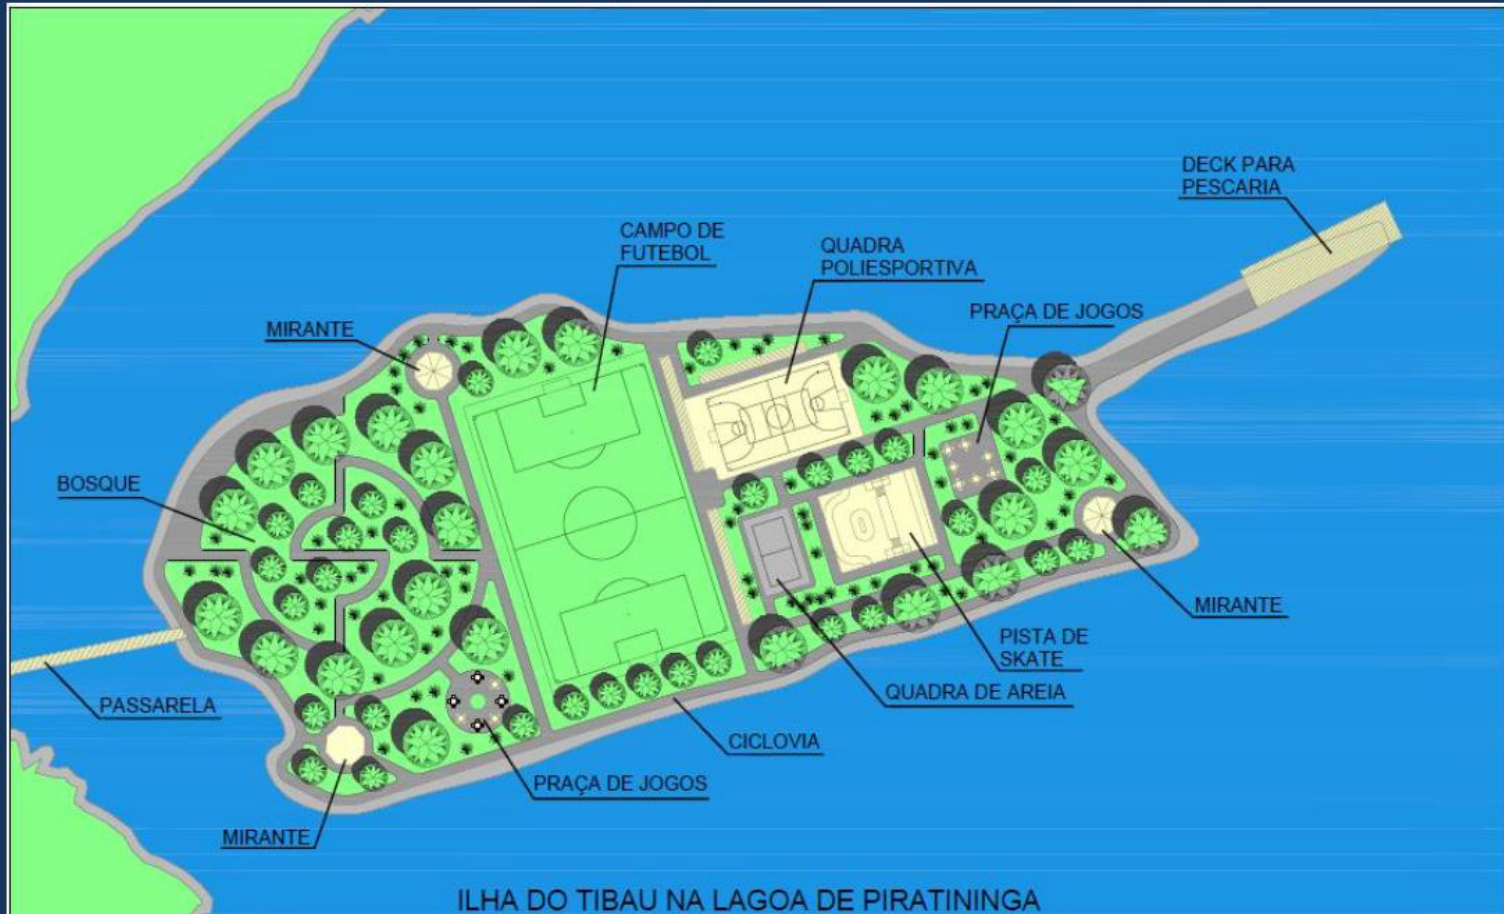 DECK PARA
PESCARIA
CAMPO DE
FUTEBOL
QUADRA
POLIESPORTIVA
PRAÇA DE JOGOS
MIRANTE
BOSQUE
MIRANTE
PISTA DE
SKATE
QUADRA DE AREIA
PASSARELA
CICLOVIA
PRAÇA DE JOGOS
MIRANTE
ILHA DO TIBAU NA LAGOA DE PIRATININGA